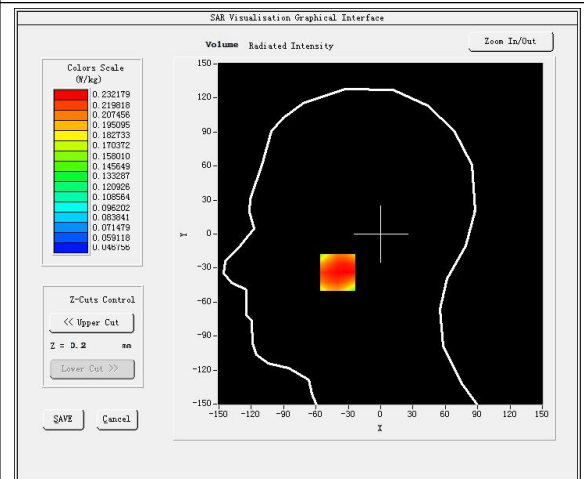 SAR Visualisation Graphical Interface
Volume Radiated Intensity
Zoom In/Out
Colors Scale
(W/kg)
0.232179
0.219818
0.207456
0.195095
0.182733
0.170372
0.158010
0.145649
0.133287
0.120926
0.108564
0.096202
0.083841
0.071479
0.059118
0.046756
Z-Cuts Control
<< Upper Cut
Z = 0.2 mm
Lower Cut >>
SAVE Cancel
150
120
90
60
30
0
-30
-60
-90
-120
-150
Y
-150 -120 -90 -60 -30 0 30 60 90 120 150
X